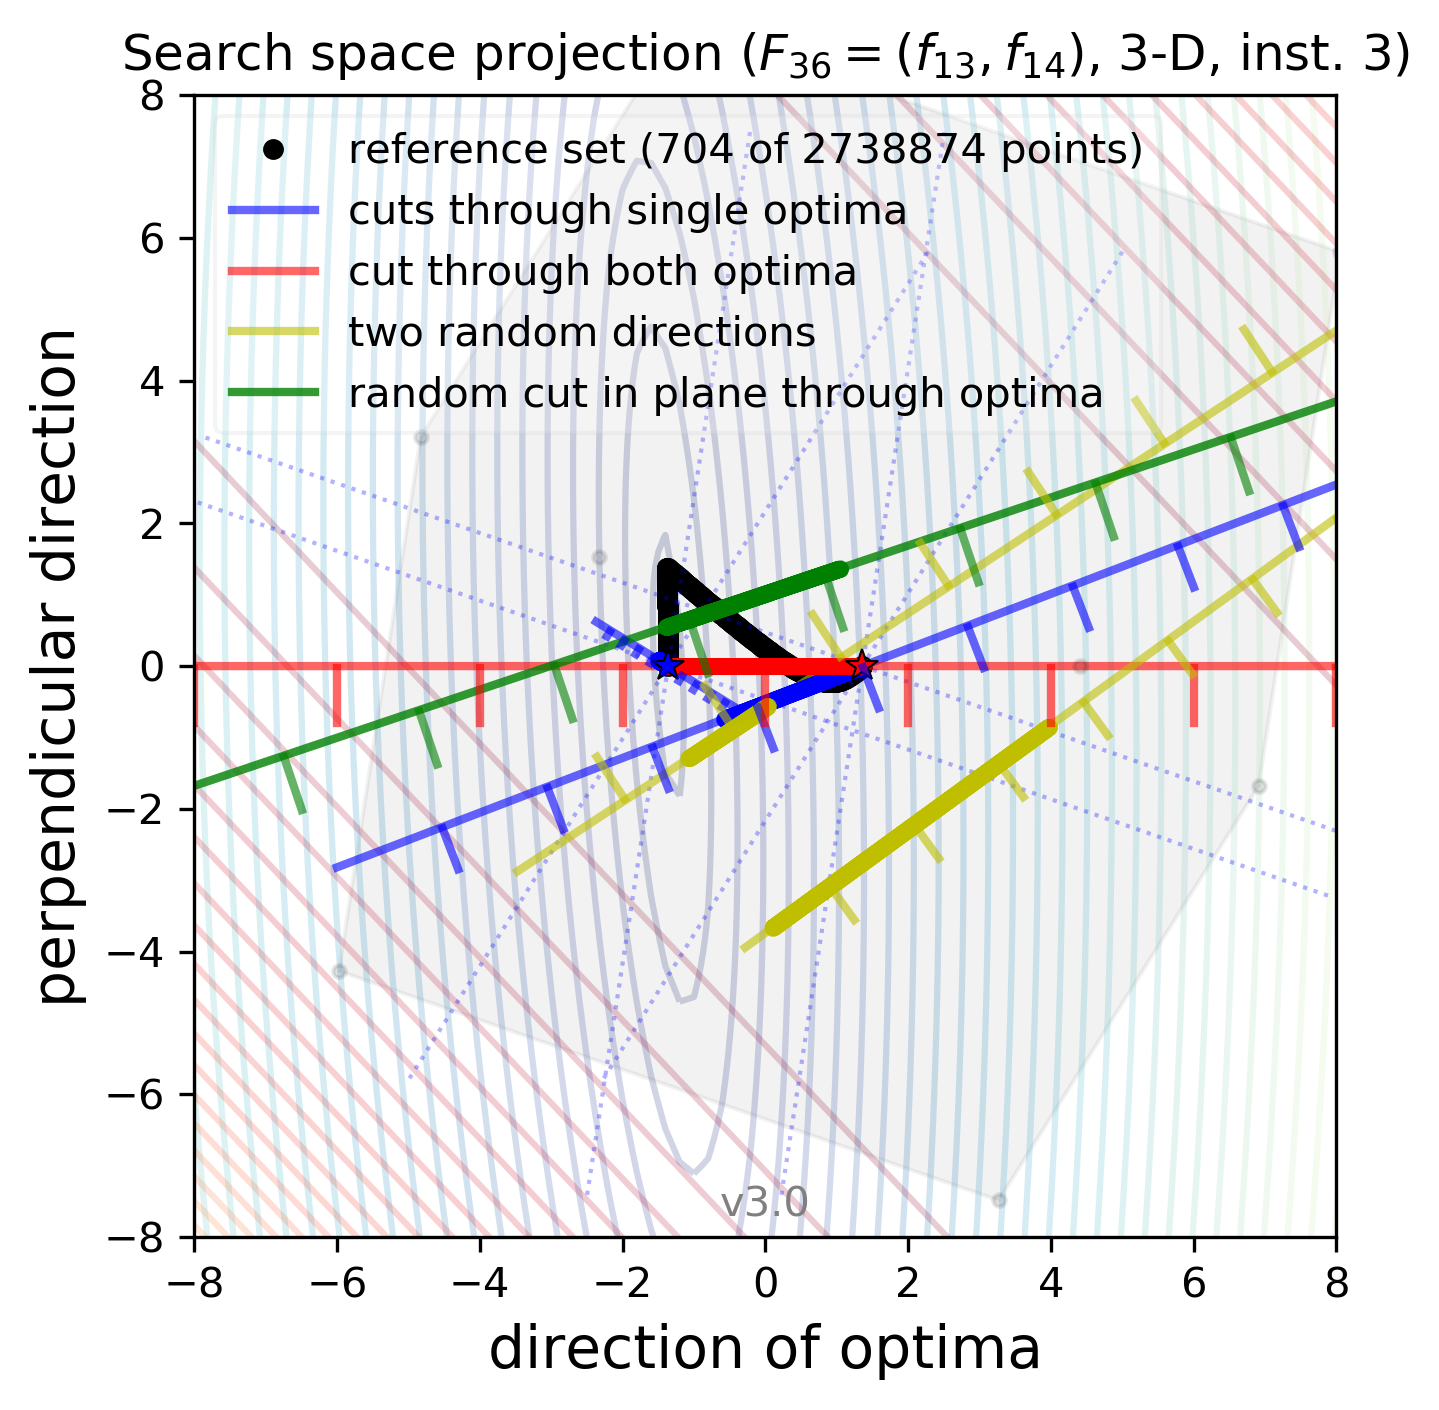 Search space projection (F36 = (f13, f14), 3-D, inst. 3)
8
6
4
2
0
−2
−4
−6
−8
perpendicular direction
reference set (704 of 2738874 points)
cuts through single optima
cut through both optima
two random directions
random cut in plane through optima
v3.0
−8 −6 −4 −2 0 2 4 6 8
direction of optima